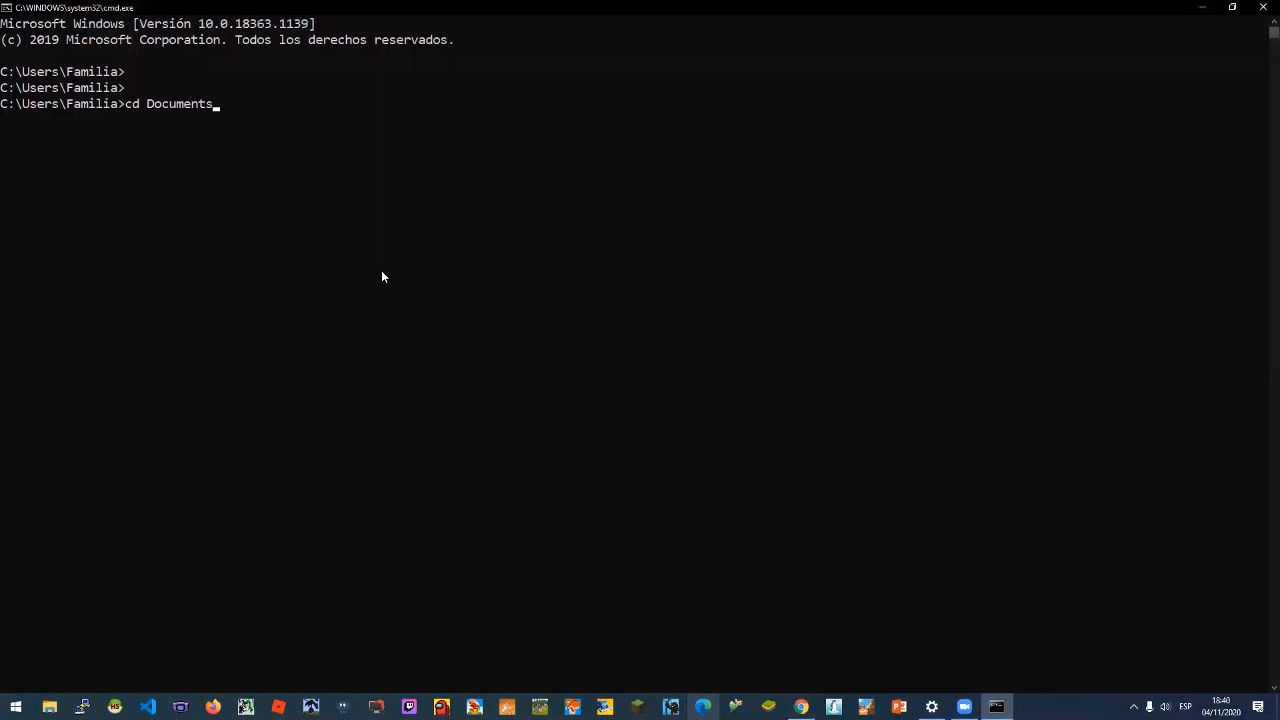 C:\WINDOWS\system32\cmd.exe
Microsoft Windows [Versión 10.0.18363.1139]
(c) 2019 Microsoft Corporation. Todos los derechos reservados.
C:\Users\Familia>
C:\Users\Familia>
C:\Users\Familia>cd Documents_
ESP
18:40
04/11/2020